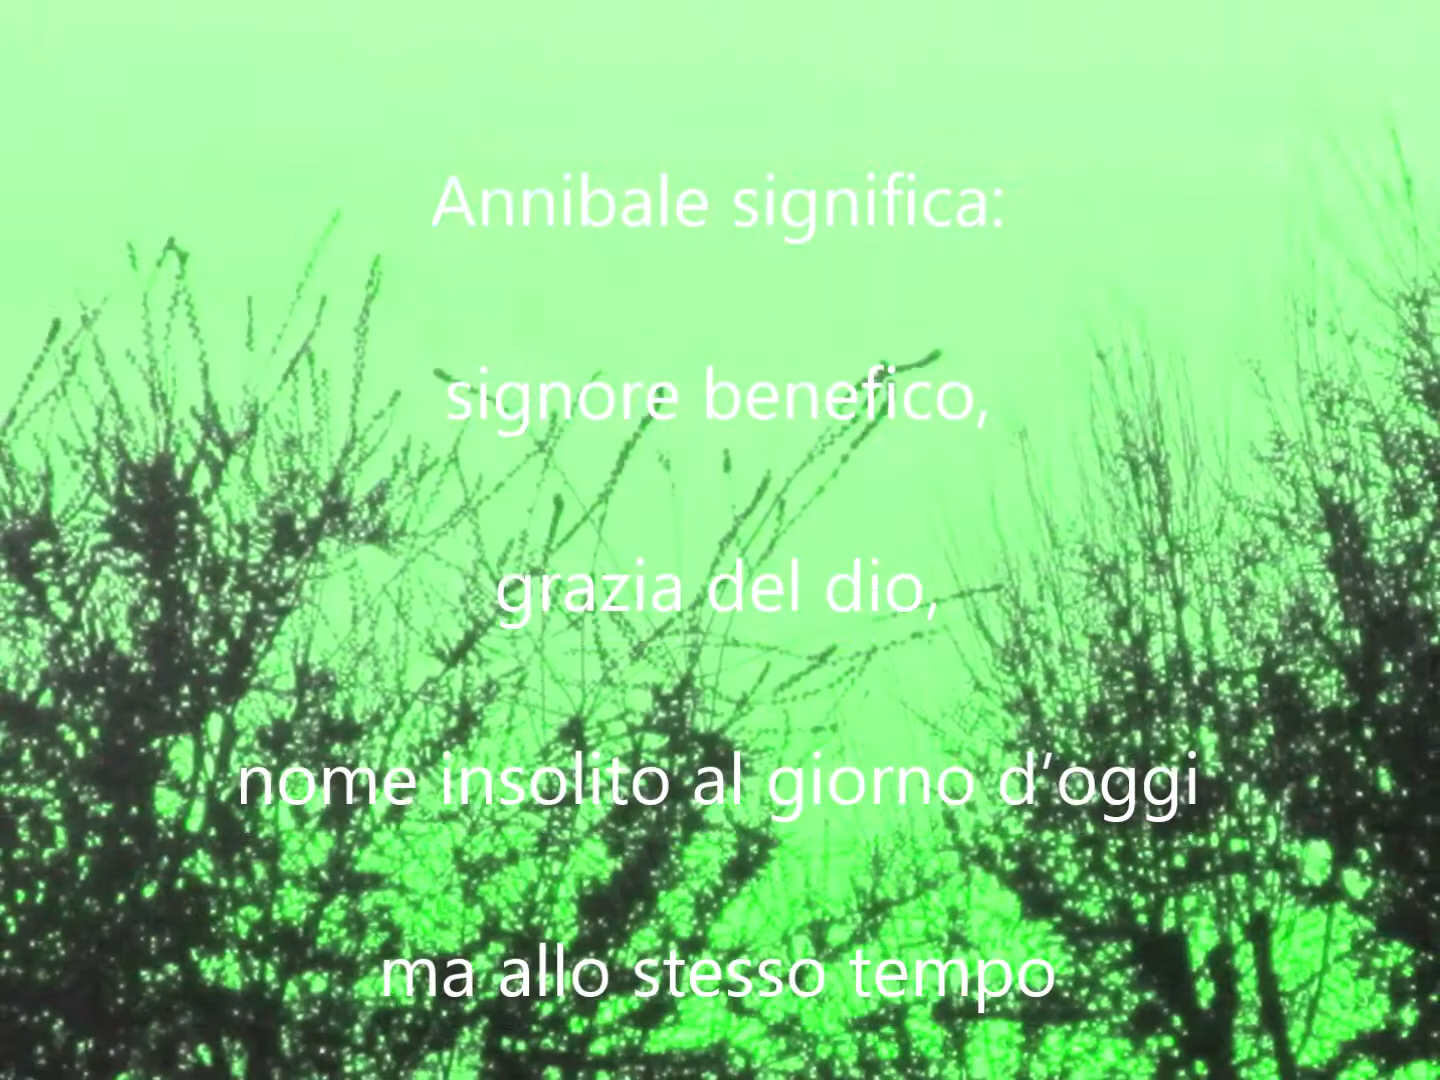 Annibale significa:
signore benefico,
grazia del dio,
nome insolito al giorno d’oggi
ma allo stesso tempo